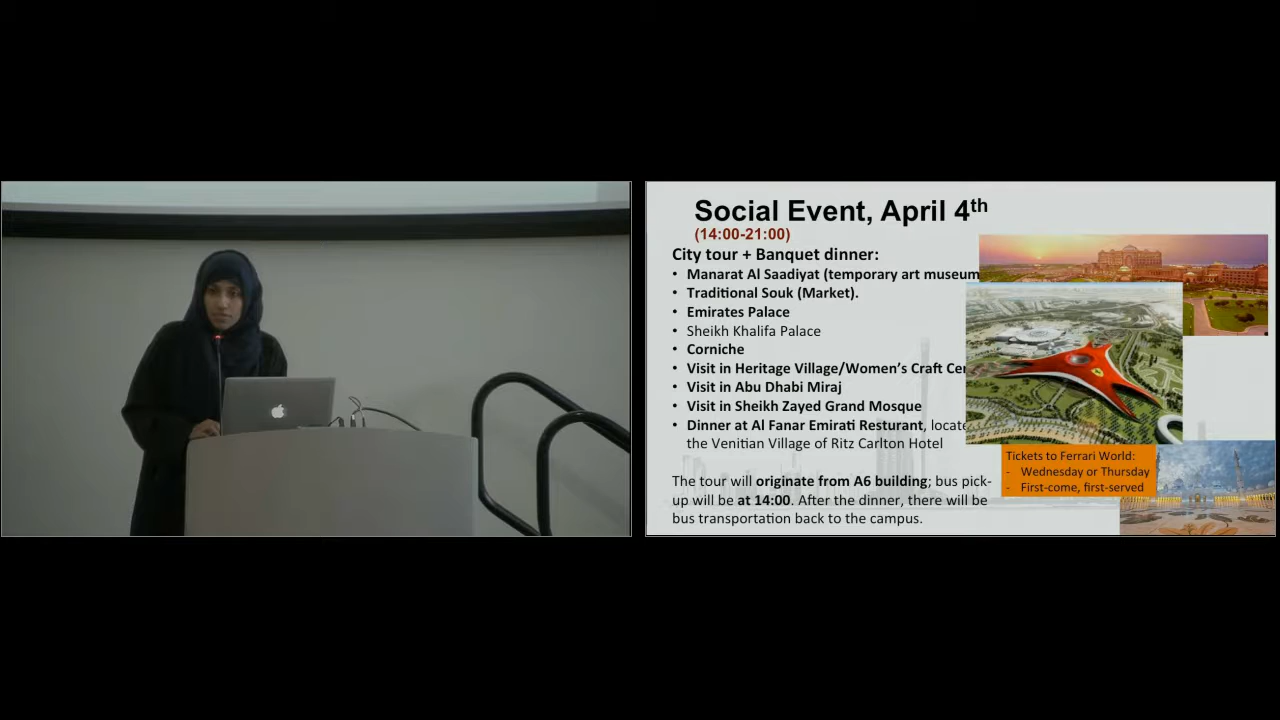 Social Event, April 4th
(14:00-21:00)
City tour + Banquet dinner:
• Manarat Al Saadiyat (temporary art museum
• Traditional Souk (Market).
• Emirates Palace
• Sheikh Khalifa Palace
• Corniche
• Visit in Heritage Village/Women's Craft Cen
• Visit in Abu Dhabi Miraj
• Visit in Sheikh Zayed Grand Mosque
• Dinner at Al Fanar Emirati Resturant, locate
the Venitian Village of Ritz Carlton Hotel
The tour will originate from A6 building; bus pick-
up will be at 14:00. After the dinner, there will be
bus transportation back to the campus.
Tickets to Ferrari World:
- Wednesday or Thursday
- First-come, first-served